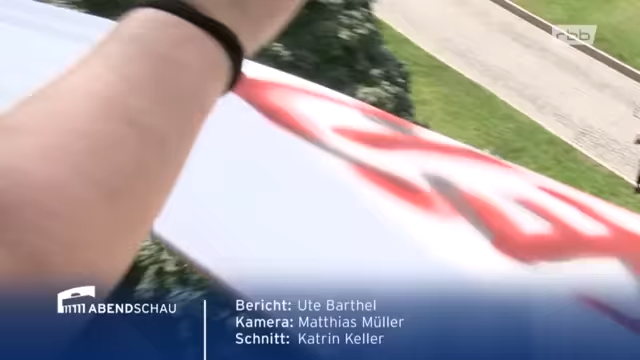 rbb
ABENDSCHAU
Bericht: Ute Barthel
Kamera: Matthias Müller
Schnitt: Katrin Keller